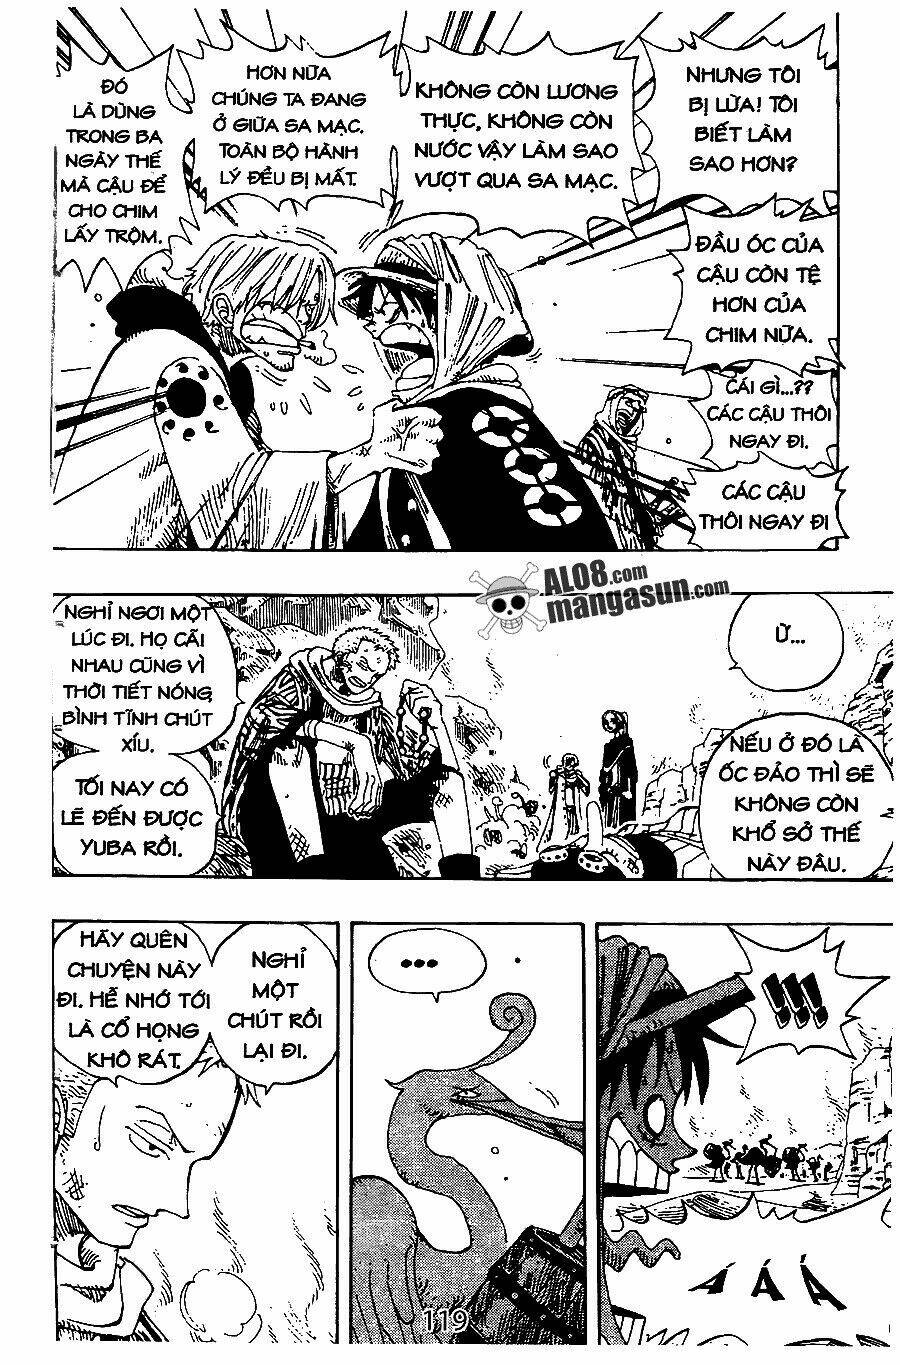 NHƯNG TÔI
BỊ LỪA! TÔI
BIẾT LÀM
SAO HƠN?
KHÔNG CÒN LƯƠNG
THỰC, KHÔNG CÒN
NƯỚC VẬY LÀM SAO
VƯỢT QUA SA MẠC.
HƠN NỮA
CHÚNG TA ĐANG
Ở GIỮA SA MẠC.
TOÀN BỘ HÀNH
LÝ ĐỀU BỊ MẤT.
ĐÓ
LÀ DÙNG
TRONG BA
NGÀY THẾ
MÀ CẬU ĐỂ
CHO CHIM
LẤY TRỘM.
ĐẦU ÓC CỦA
CẬU CÒN TỆ
HƠN CỦA
CHIM NỮA.
CÁI GÌ...??
CÁC CẬU THÔI
NGAY ĐI.
CÁC CẬU
THÔI NGAY ĐI
AL08.com
mangasun.com
Ừ...
NẾU Ở ĐÓ LÀ
ỐC ĐẢO THÌ SẼ
KHÔNG CÒN
KHỔ SỞ THẾ
NÀY ĐÂU.
NGHỈ NGƠI MỘT
LÚC ĐI. HỌ CÃI
NHAU CŨNG VÌ
THỜI TIẾT NÓNG,
BÌNH TĨNH CHÚT
XÍU.
TỐI NAY CÓ
LẼ ĐẾN ĐƯỢC
YUBA RỒI.
!!!
Á Á Á
...
NGHỈ
MỘT
CHÚT RỒI
LẠI ĐI.
HÃY QUÊN
CHUYỆN NÀY
ĐI. HỄ NHỚ TỚI
LÀ CỔ HỌNG
KHÔ RÁT.
119